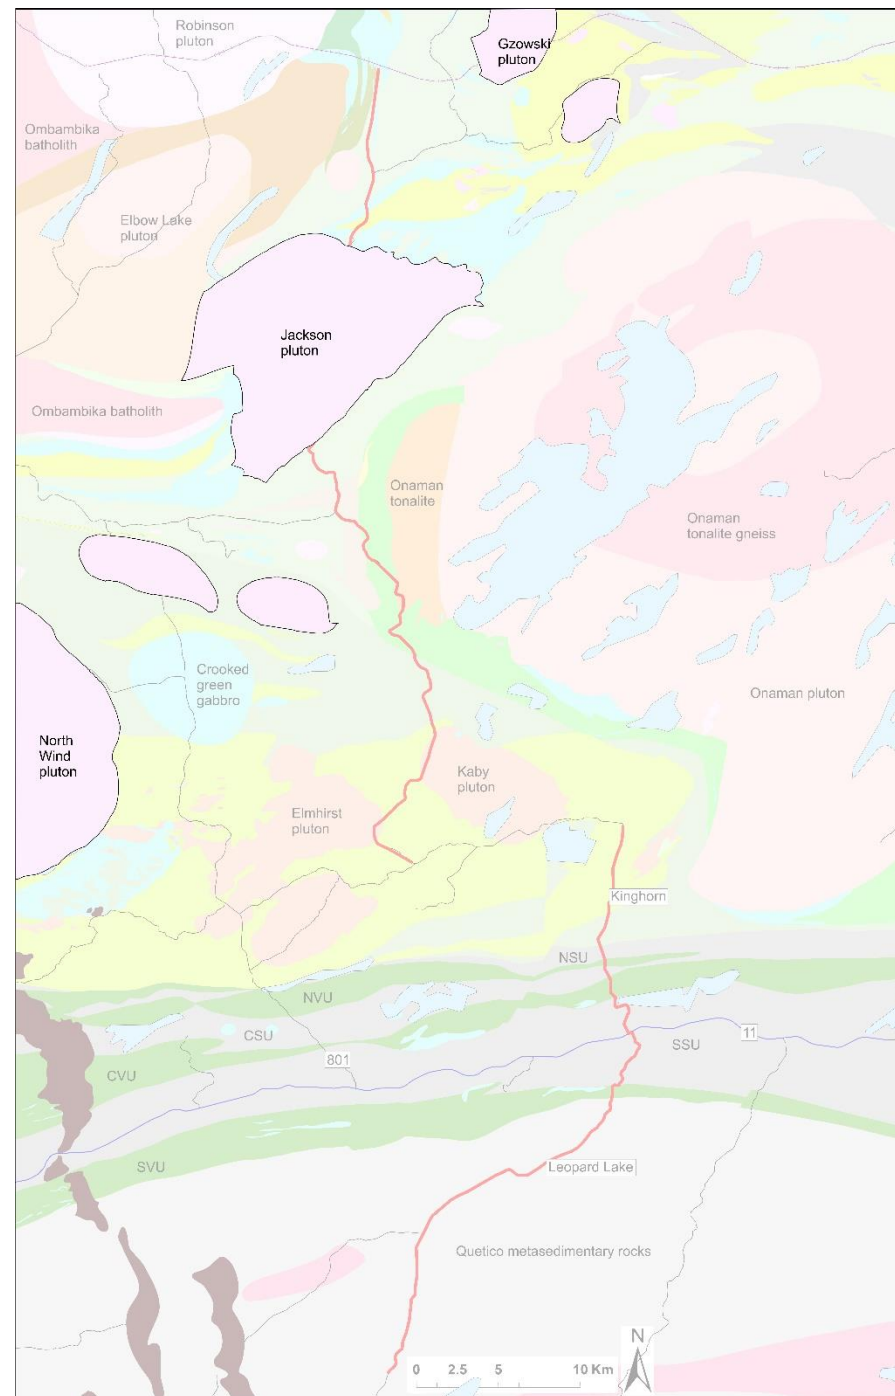 Robinson
pluton
Gzowski
pluton
Ombambika
batholith
Elbow Lake
pluton
Jackson
pluton
Ombambika batholith
Onaman
tonalite
Onaman
tonalite gneiss
Crooked
green
gabbro
Onaman pluton
North
Wind
pluton
Kaby
pluton
Elmhirst
pluton
Kinghorn
NSU
NVU
CSU
11
SSU
801
CVU
SVU
Leopard Lake
Quetico metasedimentary rocks
N
0 2.5 5 10 Km